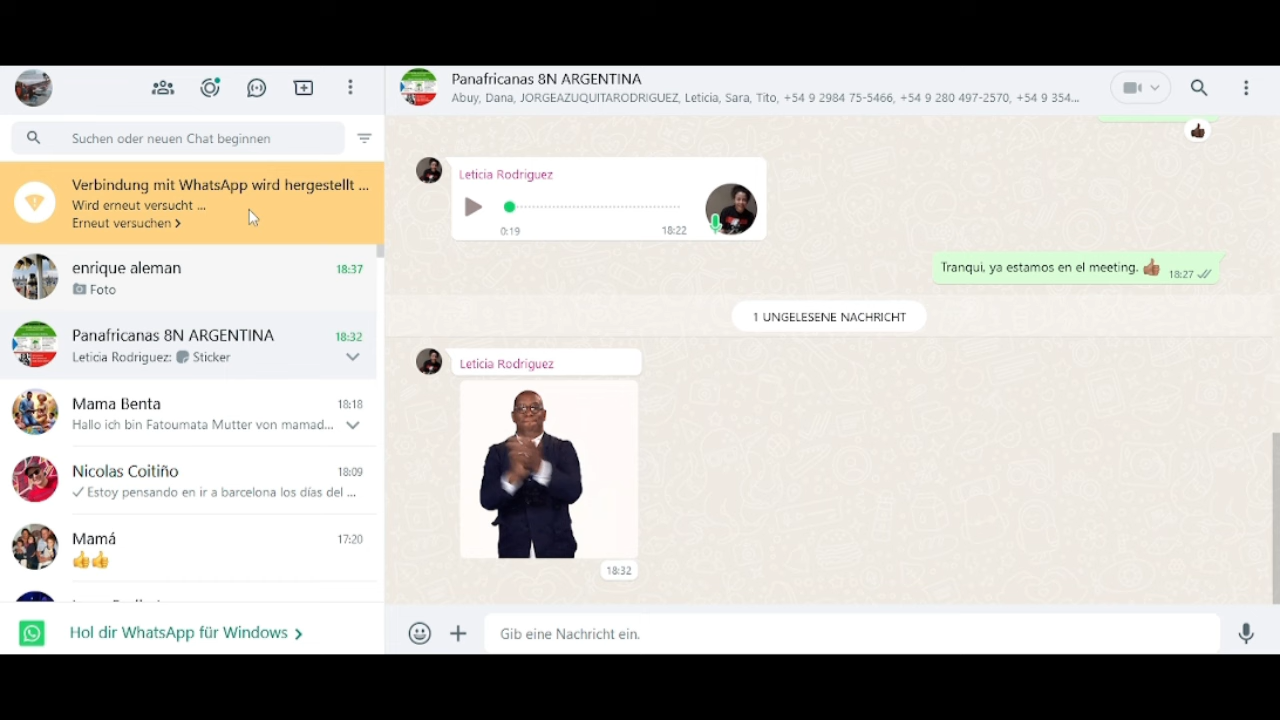 Suchen oder neuen Chat beginnen
Verbindung mit WhatsApp wird hergestellt ...
Wird erneut versucht ...
Erneut versuchen
enrique aleman
18:37
Foto
Panafricanas 8N ARGENTINA
18:32
Leticia Rodriguez: Sticker
Mama Benta
18:18
Hallo ich bin Fatoumata Mutter von mamad...
Nicolas Coitiño
18:09
Estoy pensando en ir a barcelona los días del ...
Mamá
17:20
Hol dir WhatsApp für Windows
Panafricanas 8N ARGENTINA
Abuy, Dana, JORGEAZUQUITARODRIGUEZ, Leticia, Sara, Tito, +54 9 2984 75-5466, +54 9 280 497-2570, +54 9 354...
Leticia Rodriguez
0:19
18:22
Tranqui, ya estamos en el meeting. 👍🏾
18:27
1 UNGELESENE NACHRICHT
Leticia Rodriguez
18:32
Gib eine Nachricht ein.